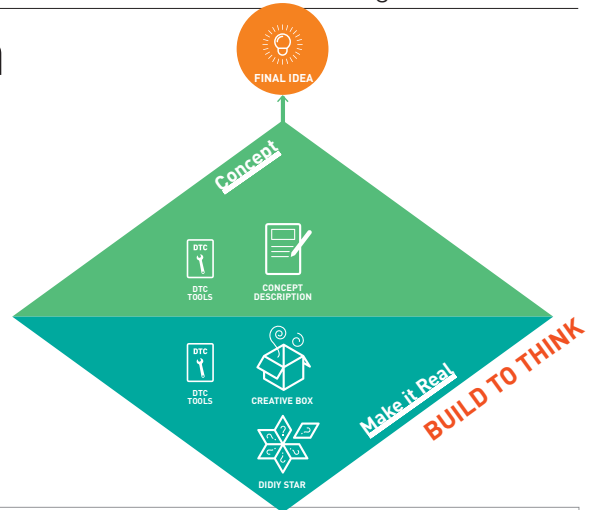 FINAL IDEA
Concept
DTC
DTC
TOOLS
CONCEPT
DESCRIPTION
DTC
DTC
TOOLS
CREATIVE BOX
Make it Real
BUILD TO THINK
DIDIY STAR